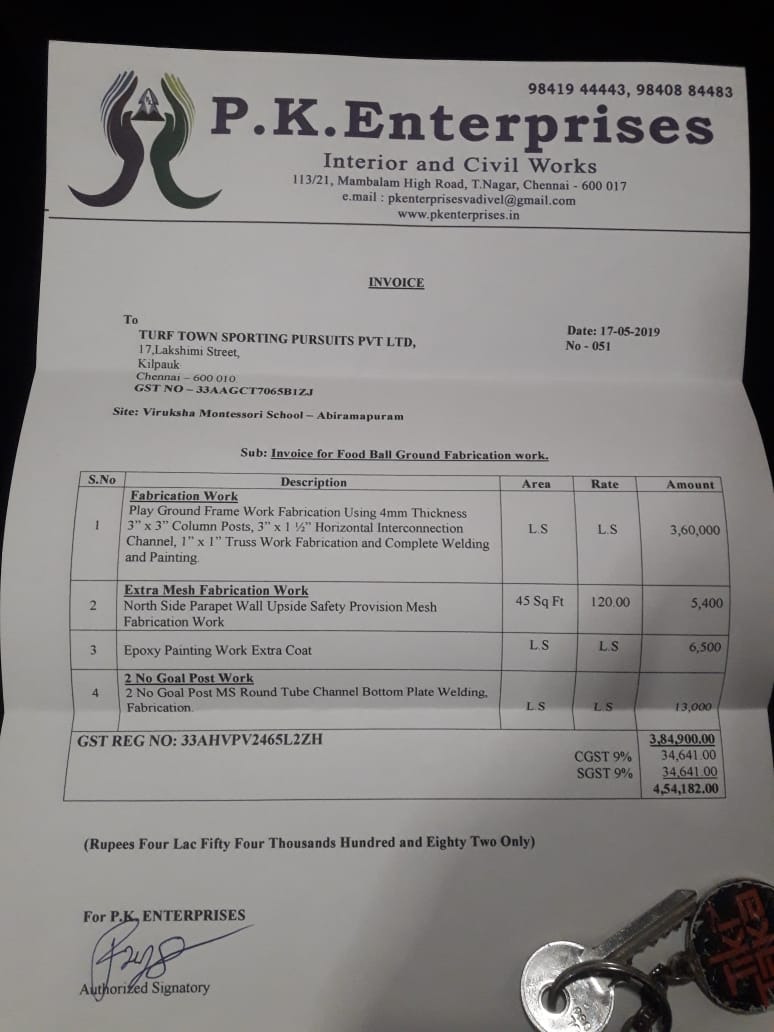 98419 44443, 98408 84483
P.K.Enterprises
Interior and Civil Works
113/21, Mambalam High Road, T.Nagar, Chennai - 600 017
e.mail : pkenterprisesvadivel@gmail.com
www.pkenterprises.in
INVOICE
To
TURF TOWN SPORTING PURSUITS PVT LTD,
17,Lakshimi Street,
Kilpauk
Chennai – 600 010
GST NO – 33AAGCT7065B1ZJ
Date: 17-05-2019
No - 051
Site: Viruksha Montessori School – Abiramapuram
Sub: Invoice for Food Ball Ground Fabrication work.
S.No Description Area Rate Amount
Fabrication Work
1 Play Ground Frame Work Fabrication Using 4mm Thickness
3” x 3” Column Posts, 3” x 1 ½” Horizontal Interconnection
Channel, 1” x 1” Truss Work Fabrication and Complete Welding
and Painting.
L.S L.S 3,60,000
Extra Mesh Fabrication Work
2 North Side Parapet Wall Upside Safety Provision Mesh
Fabrication Work
45 Sq Ft 120.00 5,400
3 Epoxy Painting Work Extra Coat L.S L.S 6,500
2 No Goal Post Work
4 2 No Goal Post MS Round Tube Channel Bottom Plate Welding,
Fabrication.
L.S L.S 13,000
GST REG NO: 33AHVPV2465L2ZH 3,84,900.00
CGST 9% 34,641.00
SGST 9% 34,641.00
4,54,182.00
(Rupees Four Lac Fifty Four Thousands Hundred and Eighty Two Only)
For P.K. ENTERPRISES
Authorized Signatory